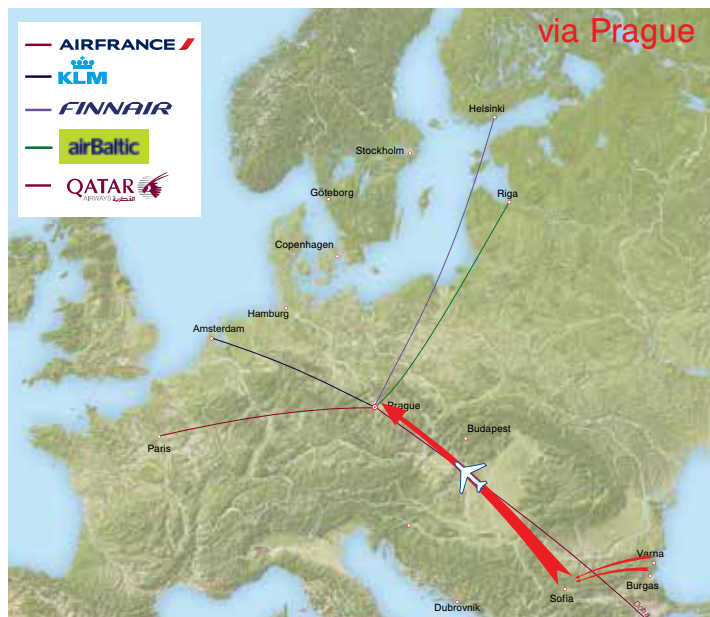 via Prague
AIRFRANCE
KLM
FINNAIR
airBaltic
QATAR
AIRWAYS القطرية
Helsinki
Stockholm
Riga
Göteborg
Copenhagen
Hamburg
Amsterdam
Prague
Budapest
Paris
Varna
Burgas
Sofia
Doha
Dubrovnik